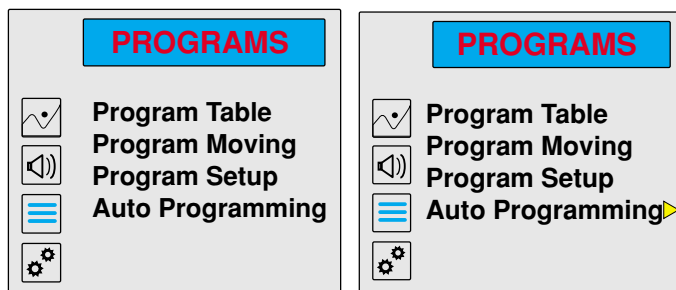 PROGRAMS
Program Table
Program Moving
Program Setup
Auto Programming
PROGRAMS
Program Table
Program Moving
Program Setup
Auto Programming